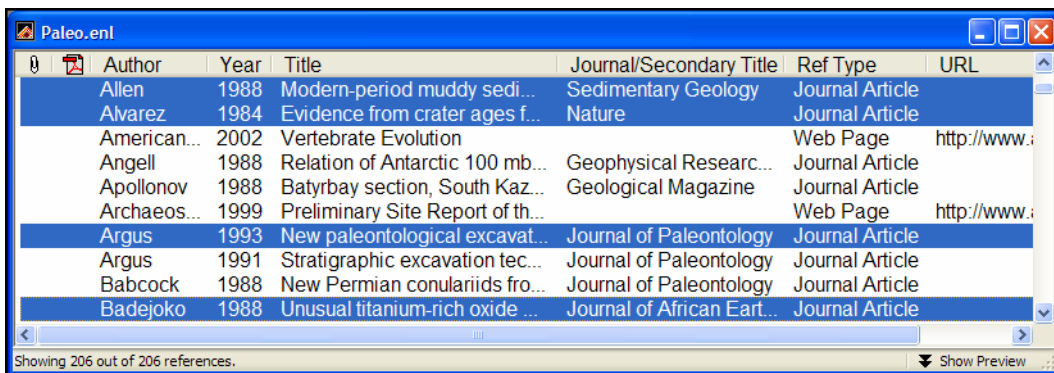 Paleo.enl
Author Year Title Journal/Secondary Title Ref Type URL
Allen 1988 Modern-period muddy sedi... Sedimentary Geology Journal Article
Alvarez 1984 Evidence from crater ages f... Nature Journal Article
American... 2002 Vertebrate Evolution Web Page http://www.a
Angell 1988 Relation of Antarctic 100 mb... Geophysical Researc... Journal Article
Apollonov 1988 Batyrbay section, South Kaz... Geological Magazine Journal Article
Archaeos... 1999 Preliminary Site Report of th... Web Page http://www.a
Argus 1993 New paleontological excavat... Journal of Paleontology Journal Article
Argus 1991 Stratigraphic excavation tec... Journal of Paleontology Journal Article
Babcock 1988 New Permian conulariids fro... Journal of Paleontology Journal Article
Badejoko 1988 Unusual titanium-rich oxide ... Journal of African Eart... Journal Article
Showing 206 out of 206 references. Show Preview